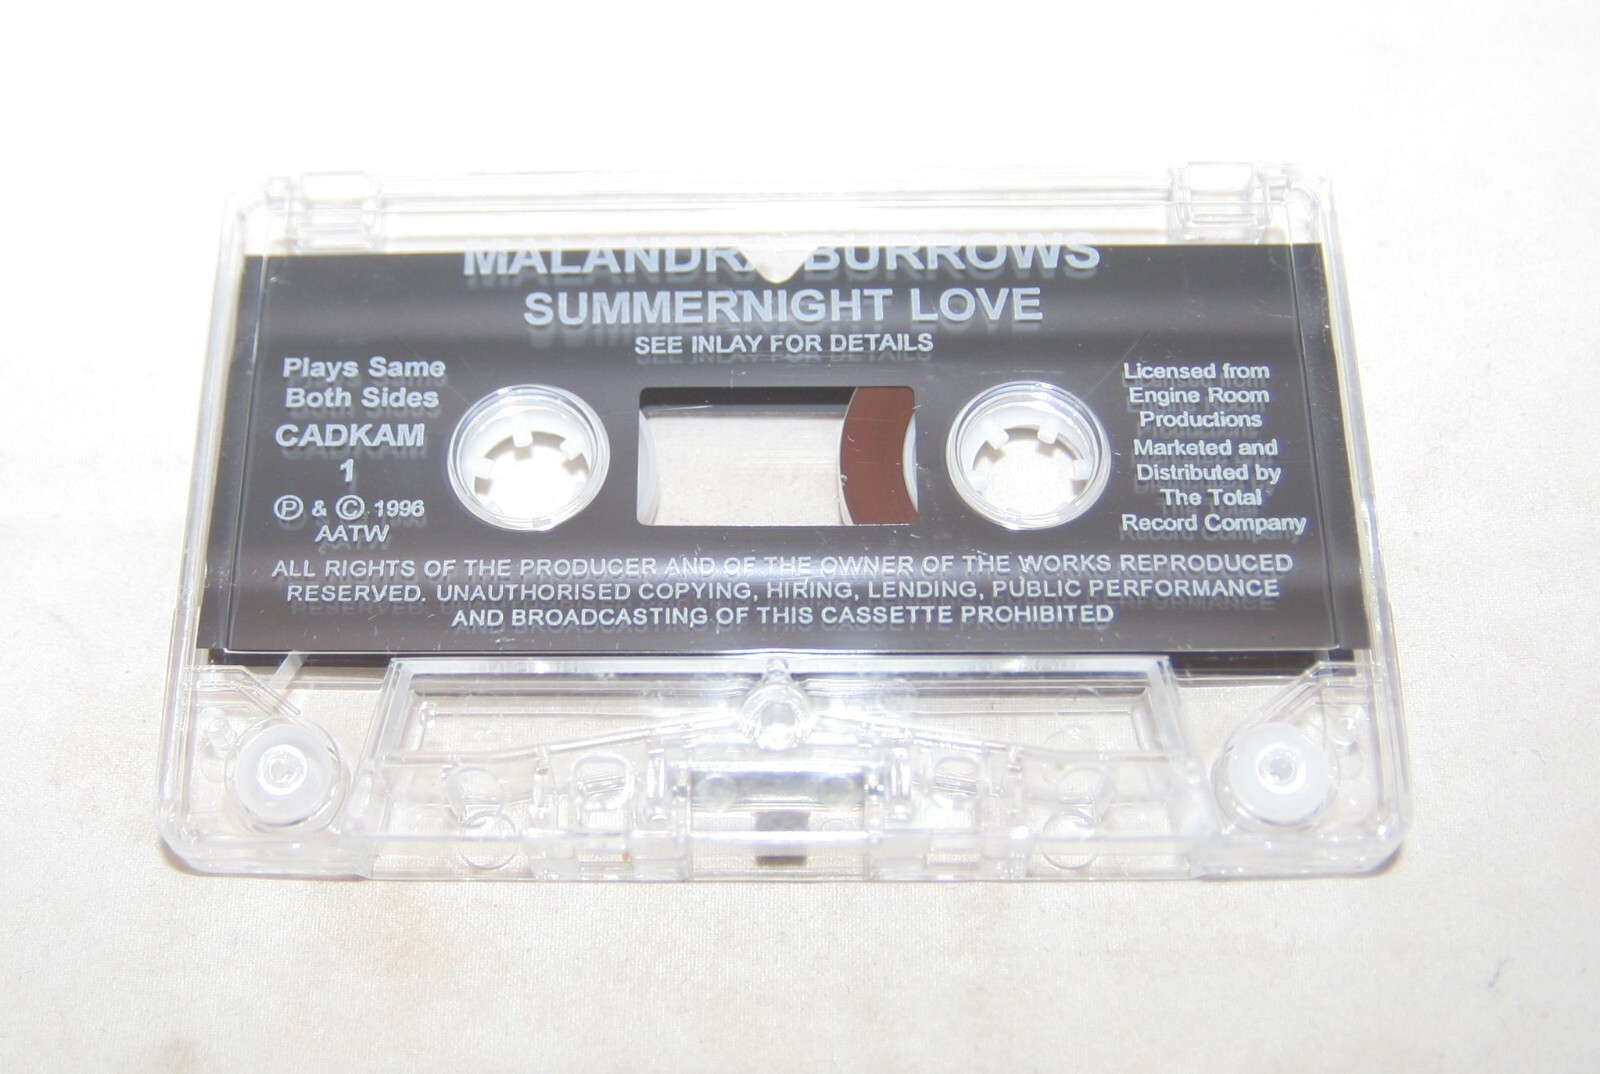 MALANDRA BURROWS
SUMMERNIGHT LOVE
SEE INLAY FOR DETAILS
Plays Same
Both Sides
CADKAM
1
Ⓟ & © 1996
AATW
Licensed from
Engine Room
Productions
Marketed and
Distributed by
The Total
Record Company
ALL RIGHTS OF THE PRODUCER AND OF THE OWNER OF THE WORKS REPRODUCED
RESERVED. UNAUTHORISED COPYING, HIRING, LENDING, PUBLIC PERFORMANCE
AND BROADCASTING OF THIS CASSETTE PROHIBITED